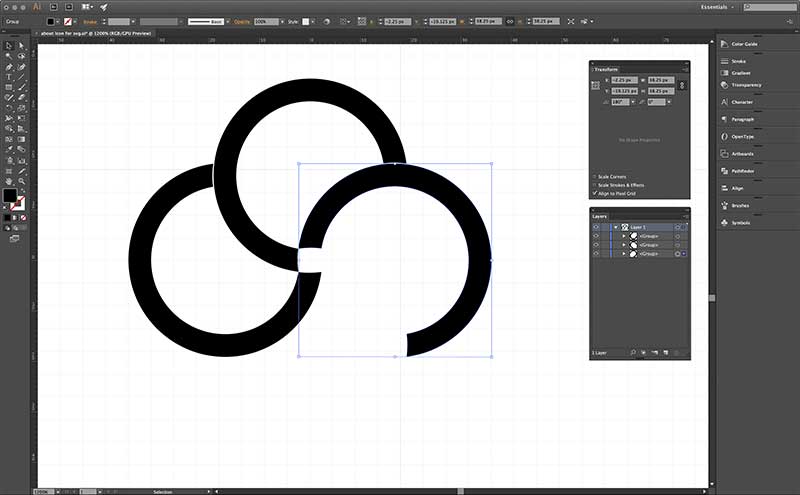 Ai
Essentials
Group
Stroke:
Basic
Opacity:
100%
Style:
X:
-2.25 px
Y:
-19.125 px
W:
38.25 px
H:
38.25 px
about icon for svg.ai* @ 1200% (RGB/GPU Preview)
Transform
X: -2.25 px W: 38.25 px
Y: -19.125 px H: 38.25 px
180° 0°
No Shape Properties
Scale Corners
Scale Strokes & Effects
Align to Pixel Grid
Layers
Layer 1
<Group>
<Group>
<Group>
1 Layer
Color Guide
Stroke
Gradient
Transparency
Character
Paragraph
OpenType
Artboards
Pathfinder
Align
Brushes
Symbols
1200%
1
Selection